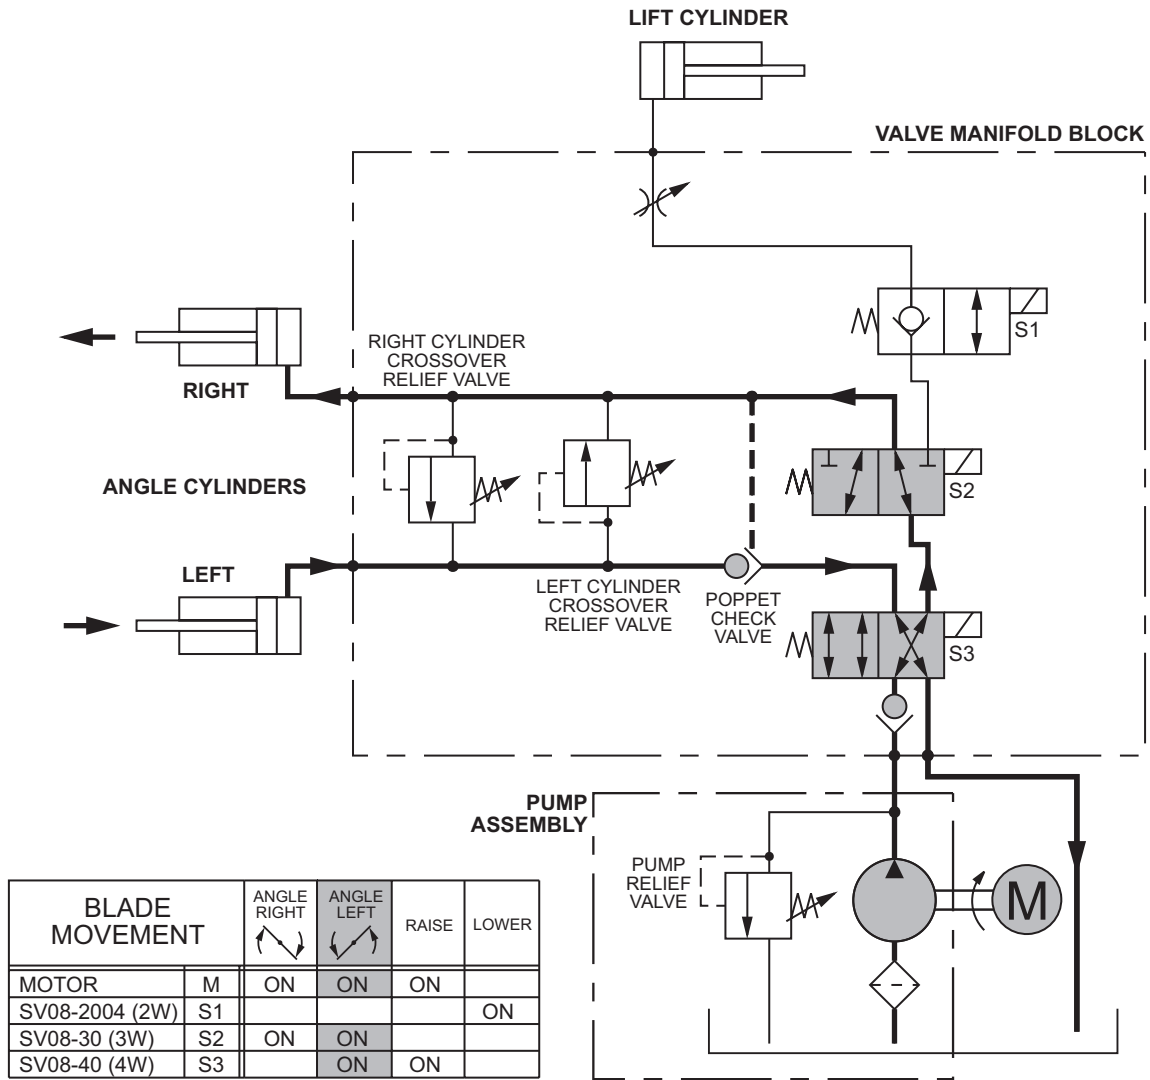 LIFT CYLINDER
VALVE MANIFOLD BLOCK
S1
RIGHT CYLINDER
CROSSOVER
RELIEF VALVE
RIGHT
S2
ANGLE CYLINDERS
LEFT
LEFT CYLINDER
CROSSOVER
RELIEF VALVE
POPPET
CHECK
VALVE
S3
PUMP
ASSEMBLY
PUMP
RELIEF
VALVE
M
BLADE
MOVEMENT
ANGLE
RIGHT
ANGLE
LEFT
RAISE
LOWER
MOTOR M ON ON ON
SV08-2004 (2W) S1 ON
SV08-30 (3W) S2 ON ON
SV08-40 (4W) S3 ON ON